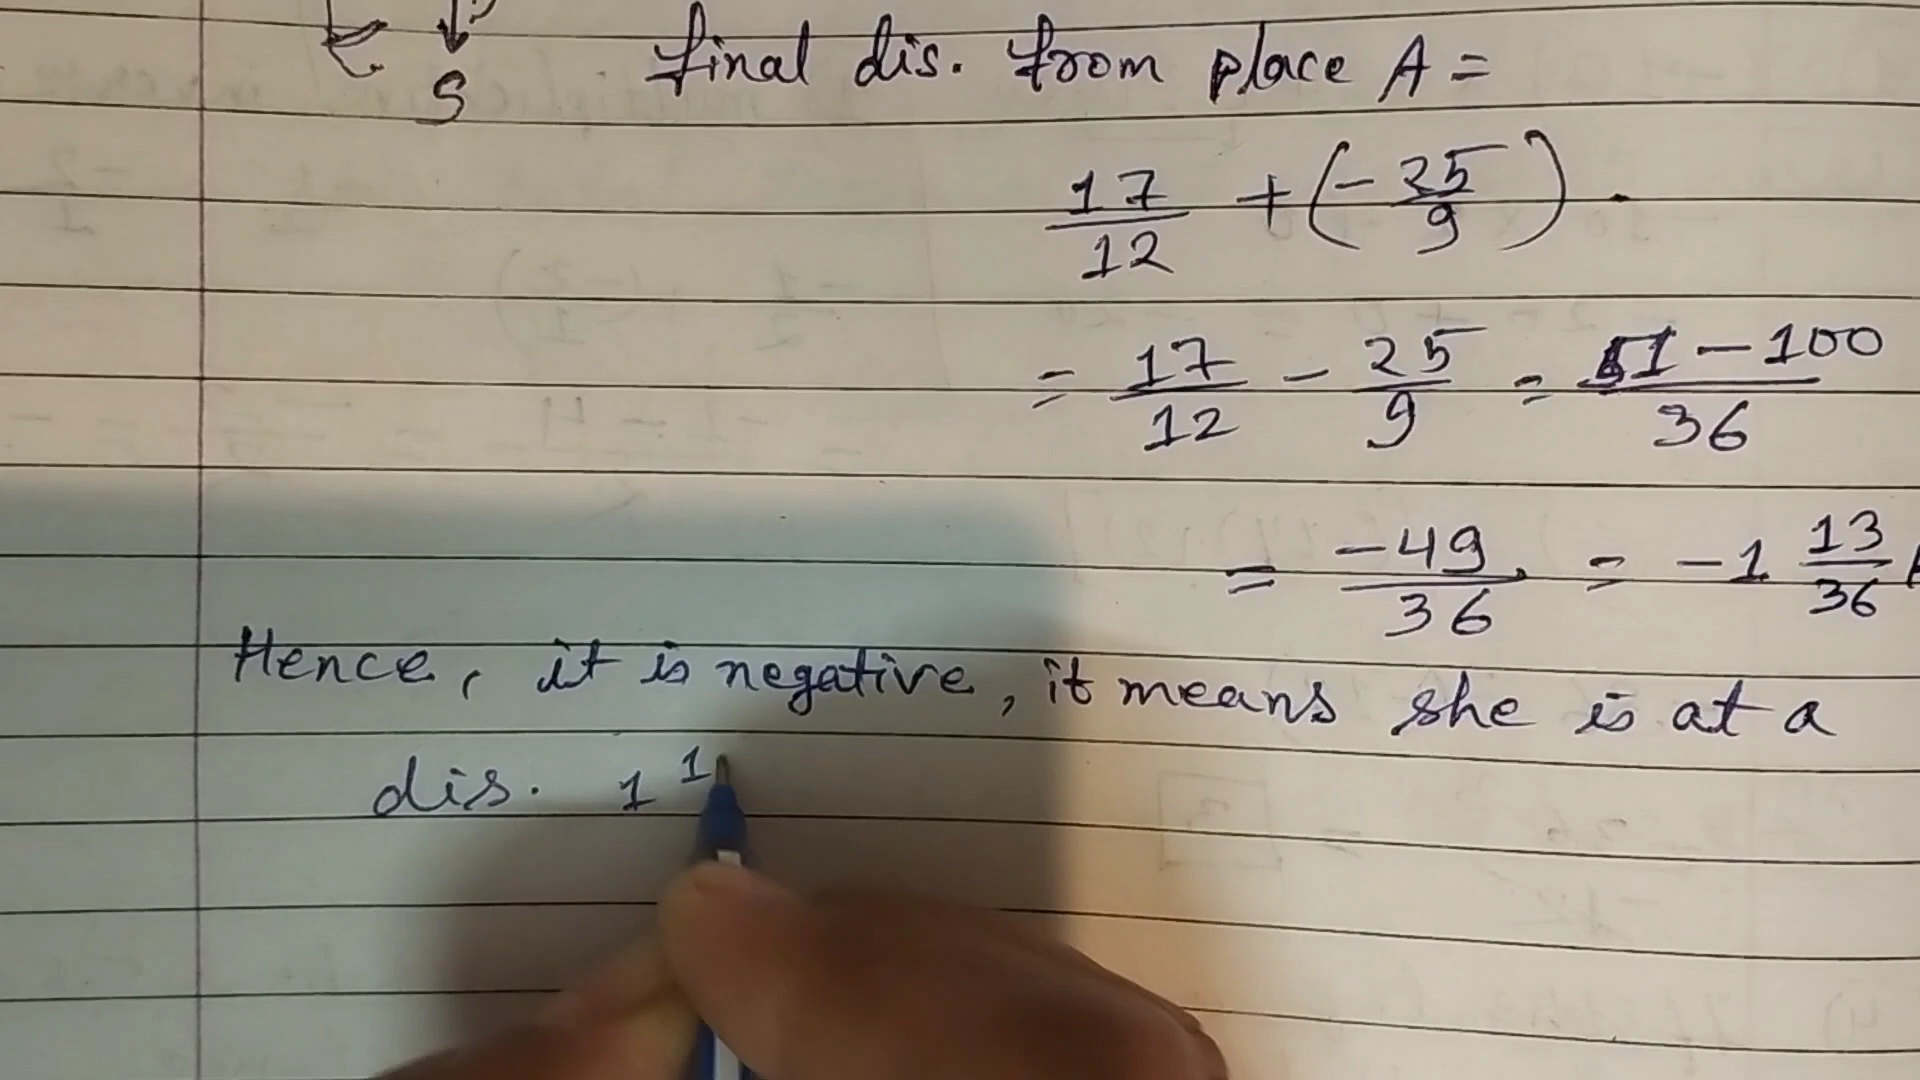 S final dis. from place A =
17/12 + (-25/9).
= 17/12 - 25/9 = 51-100/36
= -49/36 = -1 13/36
Hence, it is negative, it means she is at a
dis. 1 1